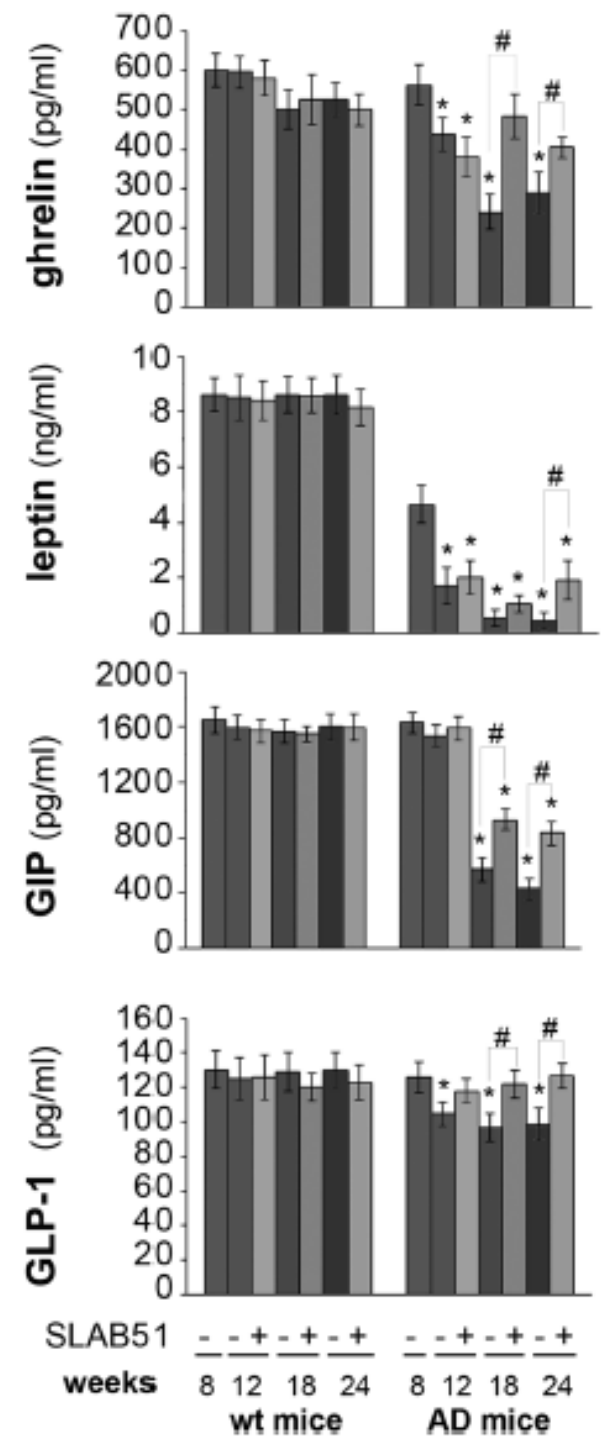 700
600
500
400
300
200
100
0
ghrelin (pg/ml)
* * * # * #
10
8
6
4
2
0
leptin (ng/ml)
* * * * * * #
2000
1600
1200
800
400
0
GIP (pg/ml)
* # * * # *
160
140
120
100
80
60
40
20
0
GLP-1 (pg/ml)
* * # * #
SLAB51 - - + - + - + - - + - + - +
weeks 8 12 18 24 8 12 18 24
wt mice AD mice